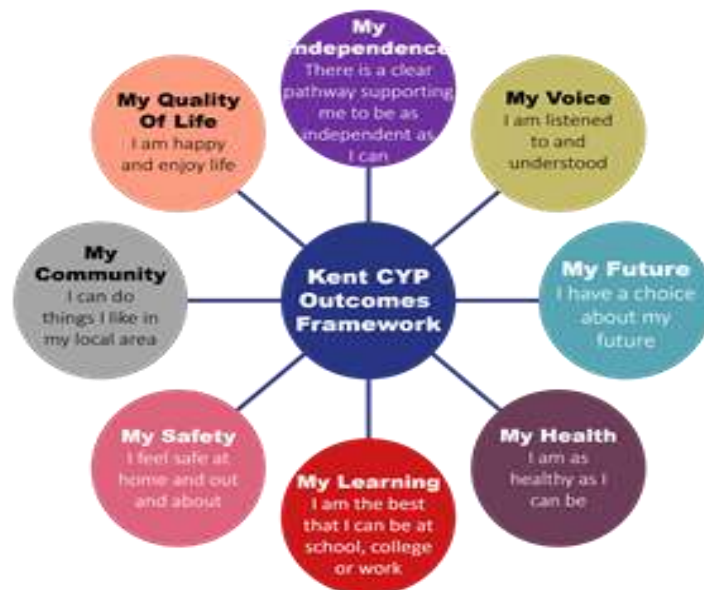 My
Independence
There is a clear
pathway supporting
me to be as
independent as
I can
My Voice
I am listened
to and
understood
My Future
I have a choice
about my
future
My Health
I am as
healthy as I
can be
My Learning
I am the best
that I can be at
school, college
or work
My Safety
I feel safe at
home and out
and about
My
Community
I can do
things I like in
my local area
My Quality
Of Life
I am happy
and enjoy life
Kent CYP
Outcomes
Framework